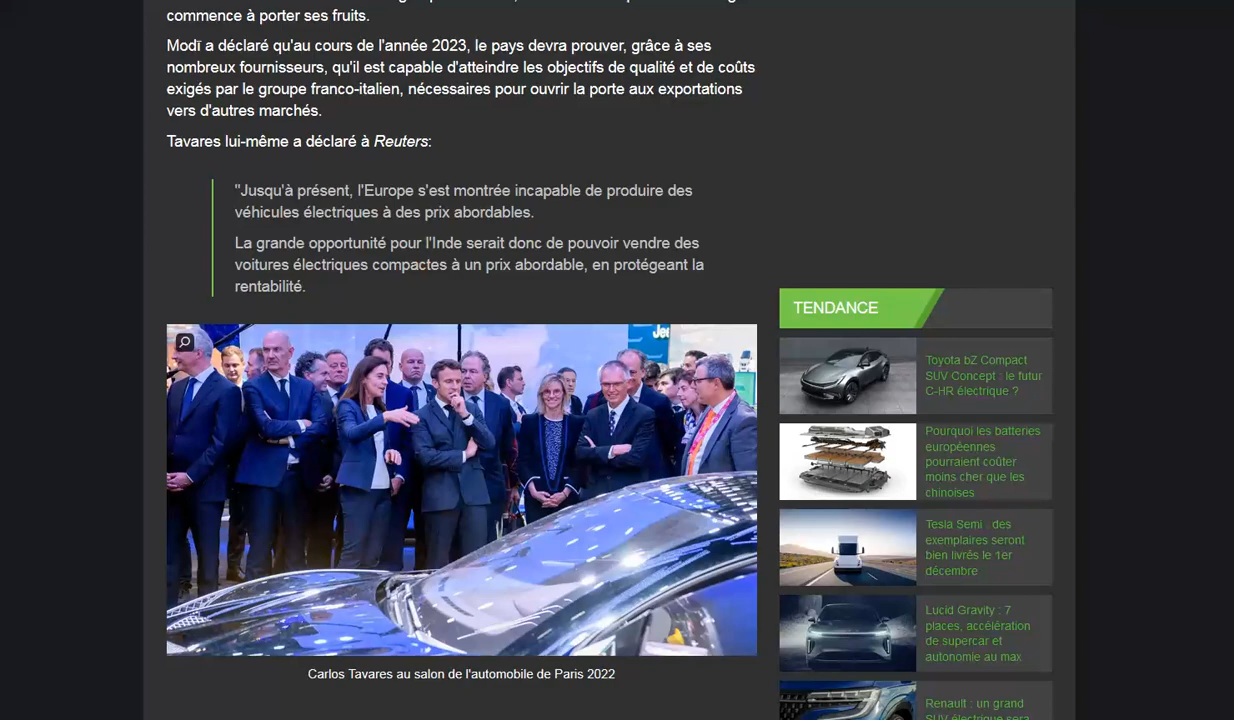 commence à porter ses fruits.
Modi a déclaré qu'au cours de l'année 2023, le pays devra prouver, grâce à ses
nombreux fournisseurs, qu'il est capable d'atteindre les objectifs de qualité et de coûts
exigés par le groupe franco-italien, nécessaires pour ouvrir la porte aux exportations
vers d'autres marchés.
Tavares lui-même a déclaré à Reuters:
"Jusqu'à présent, l'Europe s'est montrée incapable de produire des
véhicules électriques à des prix abordables.
La grande opportunité pour l'Inde serait donc de pouvoir vendre des
voitures électriques compactes à un prix abordable, en protégeant la
rentabilité.
Jee
Carlos Tavares au salon de l'automobile de Paris 2022
TENDANCE
Toyota bZ Compact
SUV Concept : le futur
C-HR électrique ?
Pourquoi les batteries
européennes
pourraient coûter
moins cher que les
chinoises
Tesla Semi : des
exemplaires seront
bien livrés le 1er
décembre
Lucid Gravity : 7
places, accélération
de supercar et
autonomie au max
Renault : un grand
SUV électrique sera